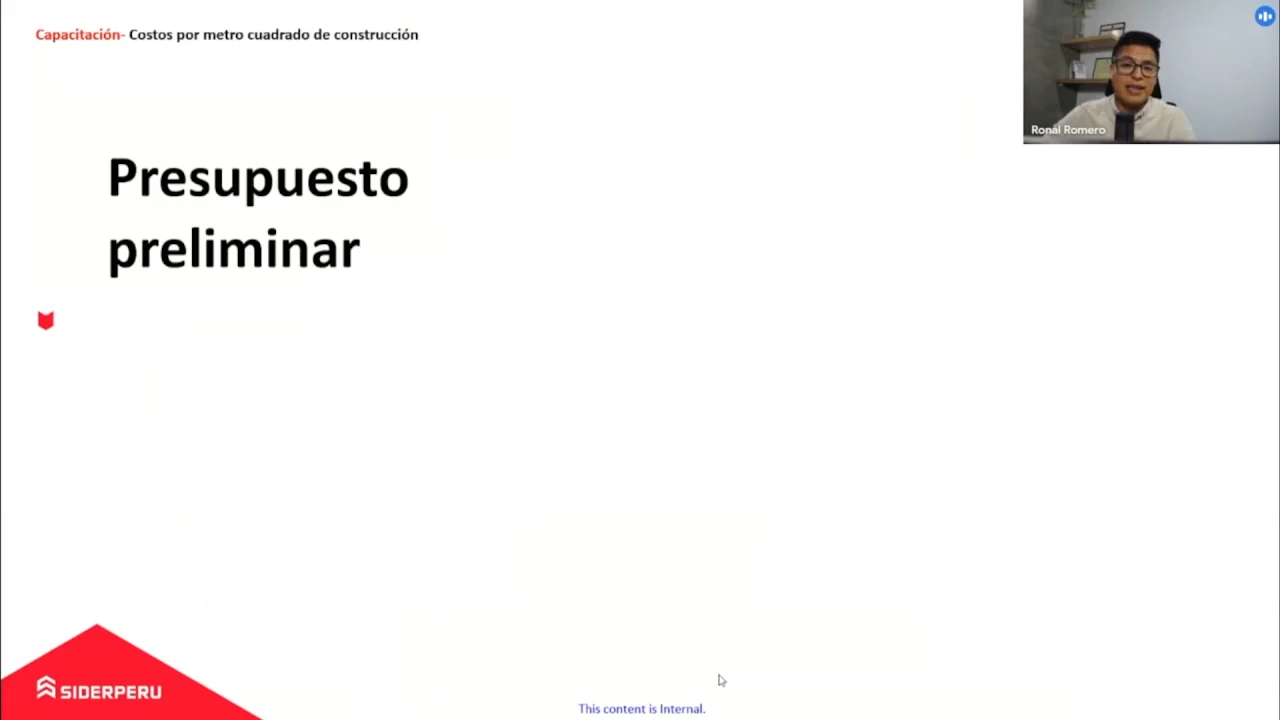 Capacitación- Costos por metro cuadrado de construcción
Ronal Romero
Presupuesto
preliminar
SIDERPERU
This content is Internal.